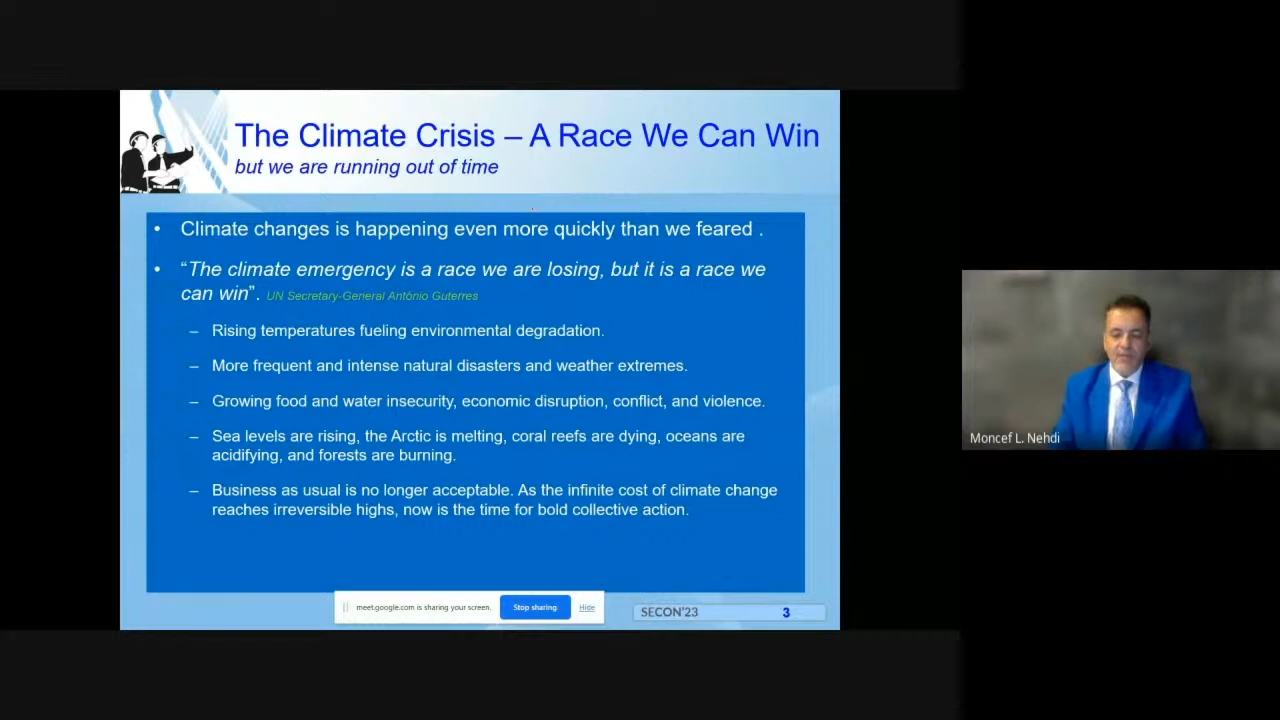 The Climate Crisis – A Race We Can Win
but we are running out of time
• Climate changes is happening even more quickly than we feared .
• “The climate emergency is a race we are losing, but it is a race we
can win”. UN Secretary-General António Guterres
– Rising temperatures fueling environmental degradation.
– More frequent and intense natural disasters and weather extremes.
– Growing food and water insecurity, economic disruption, conflict, and violence.
– Sea levels are rising, the Arctic is melting, coral reefs are dying, oceans are
acidifying, and forests are burning.
– Business as usual is no longer acceptable. As the infinite cost of climate change
reaches irreversible highs, now is the time for bold collective action.
meet.google.com is sharing your screen. Stop sharing Hide
SECON'23 3
Moncef L. Nehdi